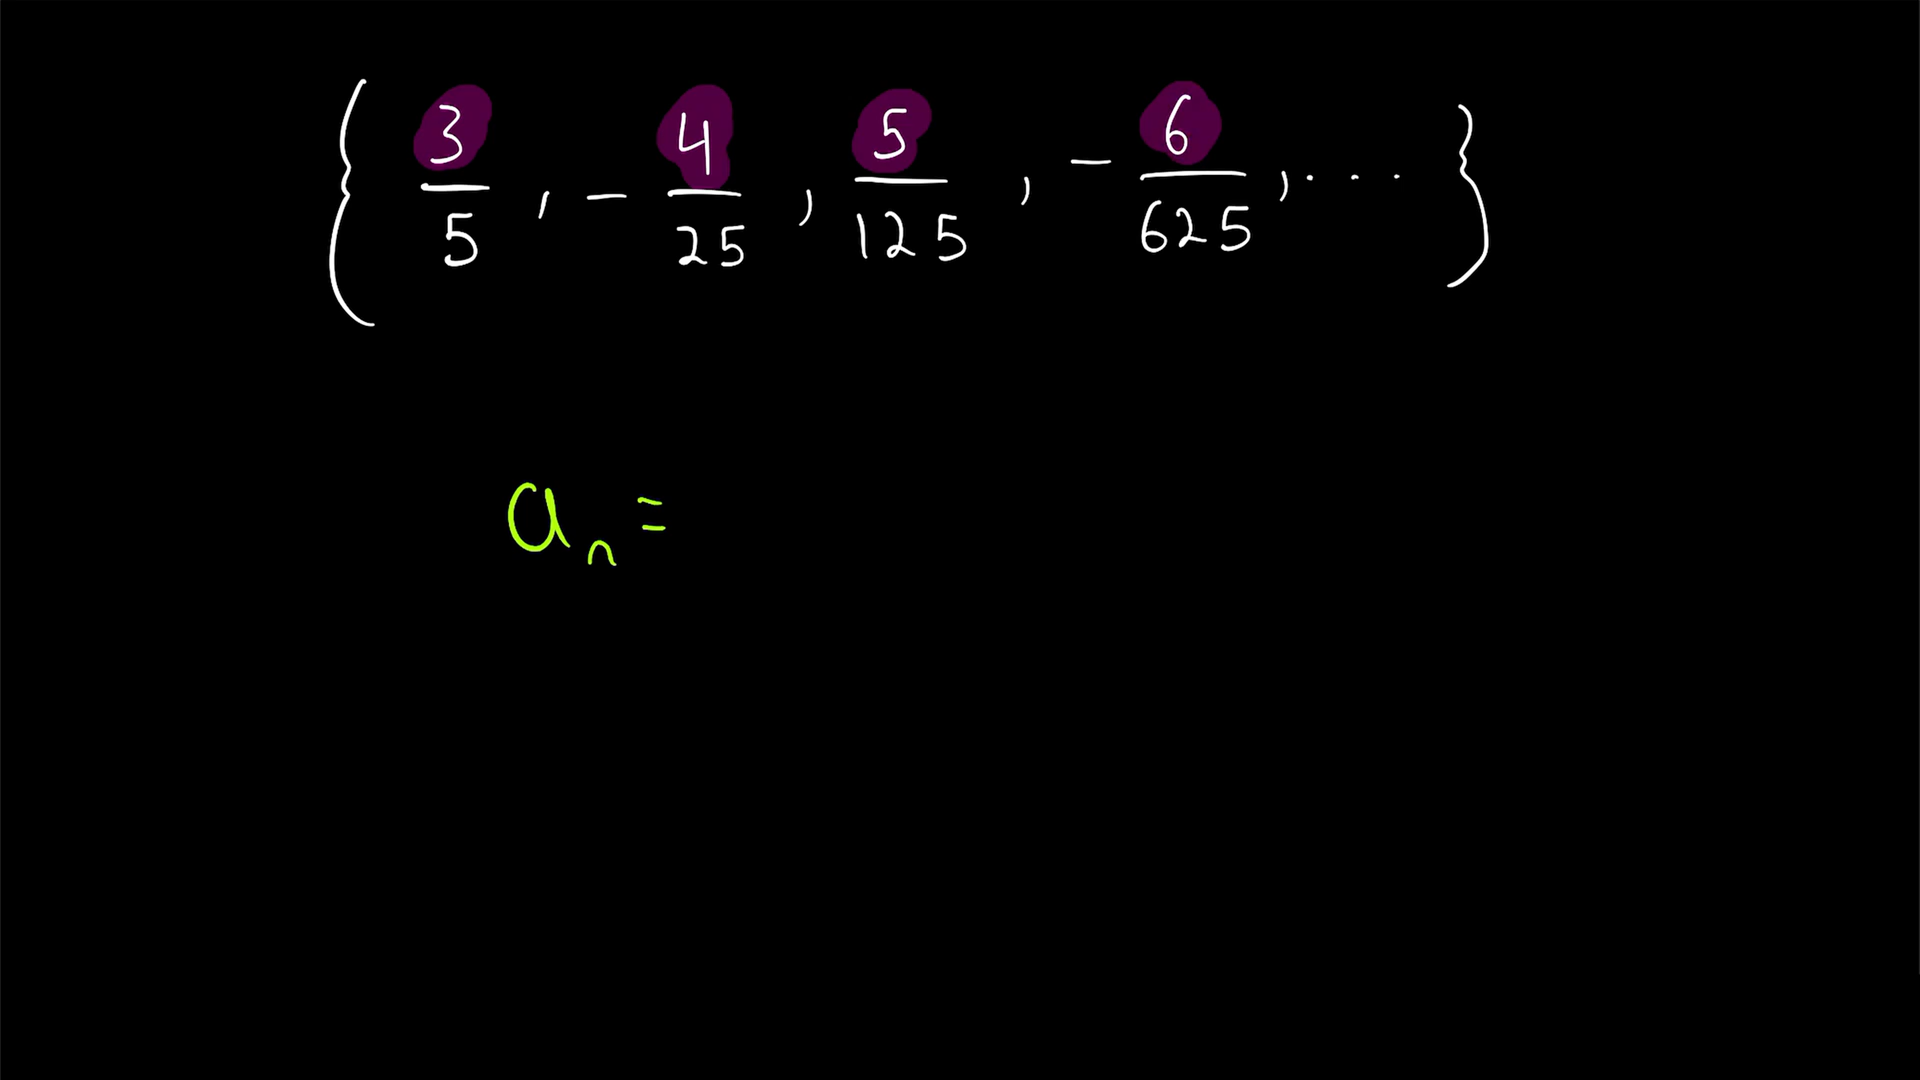 { 3/5 , - 4/25 , 5/125 , - 6/625 , . . . }
a_n =